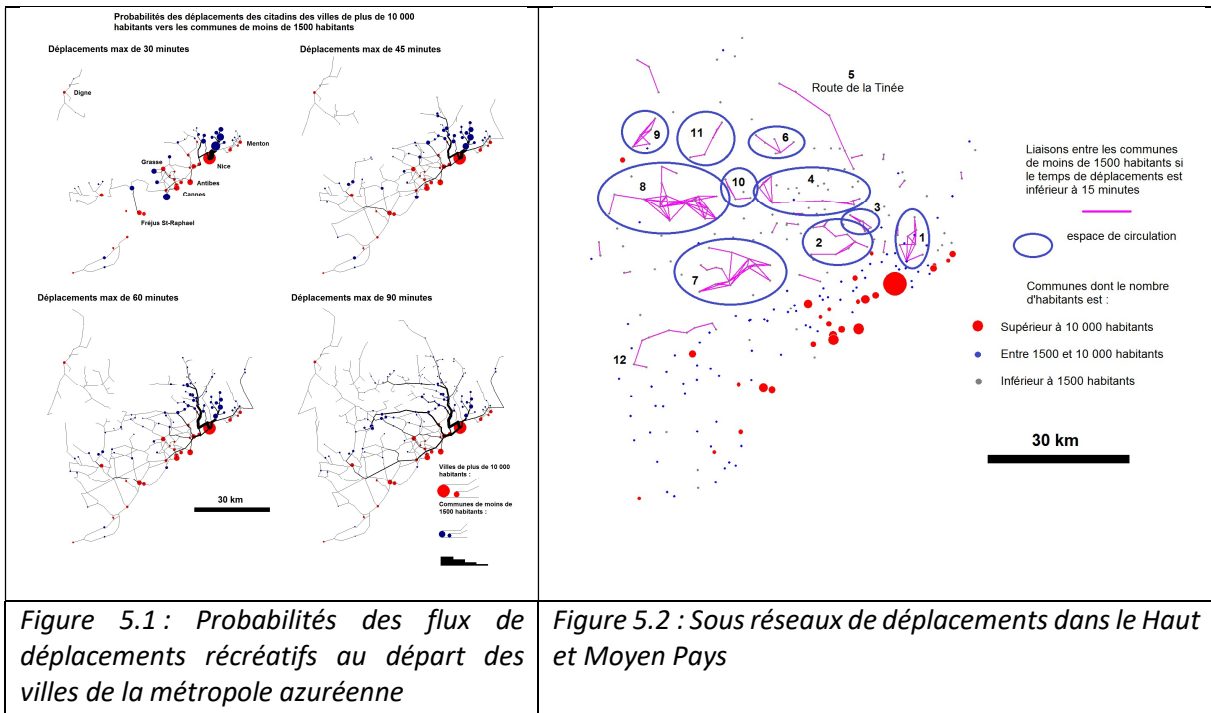 Probabilités des déplacements des citadins des villes de plus de 10 000
habitants vers les communes de moins de 1500 habitants
Déplacements max de 30 minutes
Déplacements max de 45 minutes
Digne
Menton
Grasse
Nice
Antibes
Cannes
Fréjus St-Raphael
Déplacements max de 60 minutes
Déplacements max de 90 minutes
Villes de plus de 10 000
habitants :
Communes de moins de
1500 habitants :
30 km
5
Route de la Tinée
9
11
6
8
10
4
3
2
1
7
12
Liaisons entre les communes
de moins de 1500 habitants si
le temps de déplacements est
inférieur à 15 minutes
espace de circulation
Communes dont le nombre
d'habitants est :
Supérieur à 10 000 habitants
Entre 1500 et 10 000 habitants
Inférieur à 1500 habitants
30 km
Figure 5.1 : Probabilités des flux de
déplacements récréatifs au départ des
villes de la métropole azuréenne
Figure 5.2 : Sous réseaux de déplacements dans le Haut
et Moyen Pays